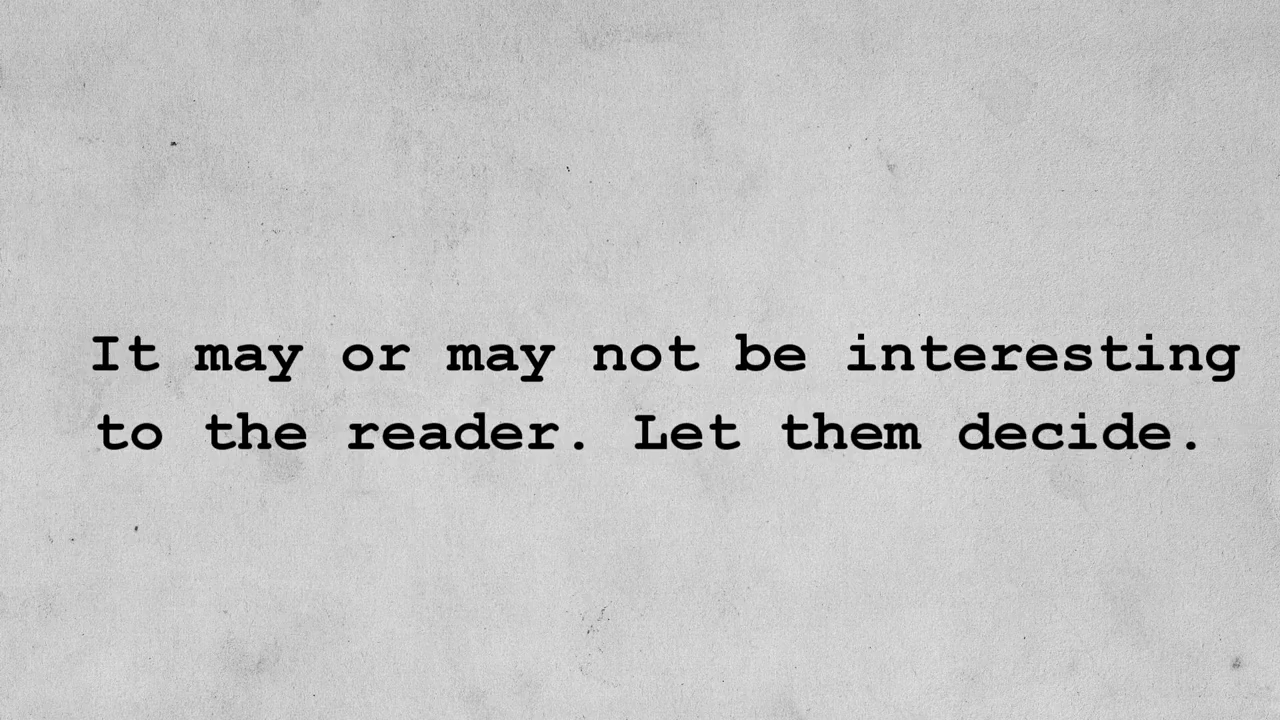 It may or may not be interesting
to the reader. Let them decide.